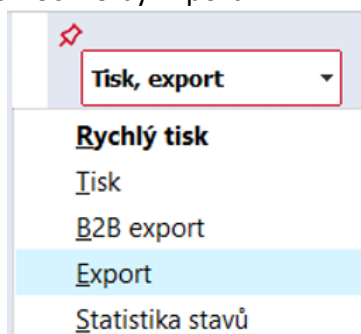 Tisk, export
Rychlý tisk
Tisk
B2B export
Export
Statistika stavů